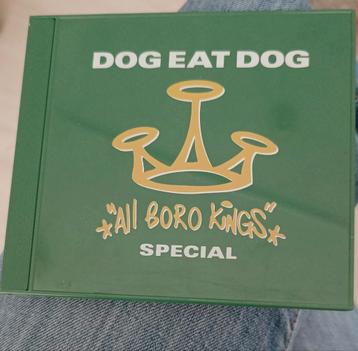 DOG EAT DOG
"All BORO KiNGS"
SPECIAL